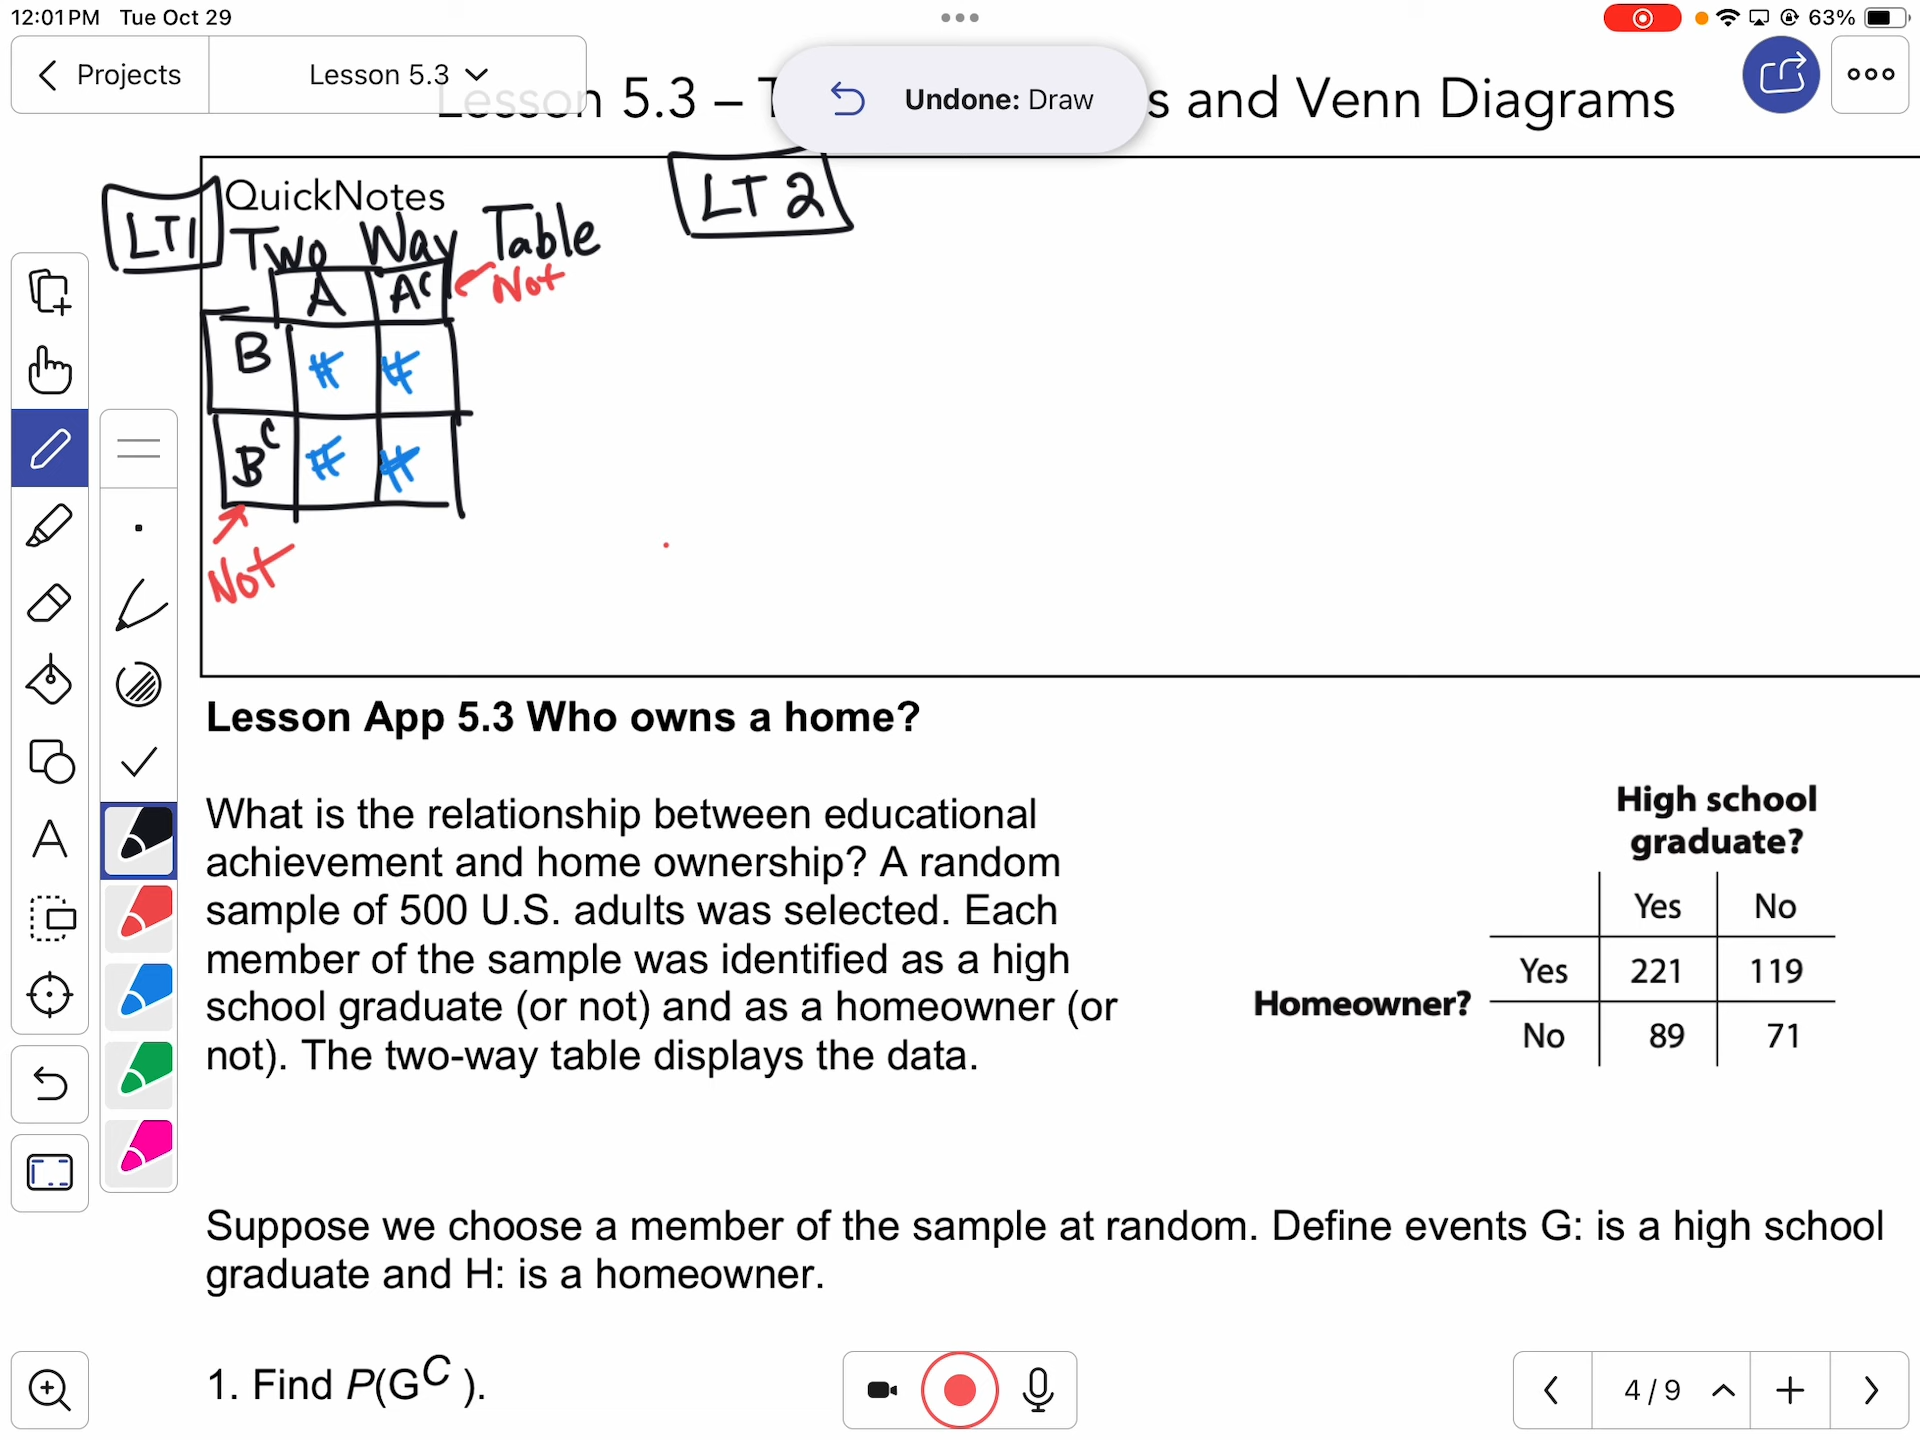 12:01 PM Tue Oct 29
63%
Projects
Lesson 5.3
Lesson 5.3 –
s and Venn Diagrams
Undone: Draw
LT1
QuickNotes
LT 2
Two Way Table
A
Aᶜ
Not
B
# #
Bᶜ
# #
Not
Lesson App 5.3 Who owns a home?
What is the relationship between educational
achievement and home ownership? A random
sample of 500 U.S. adults was selected. Each
member of the sample was identified as a high
school graduate (or not) and as a homeowner (or
not). The two-way table displays the data.
High school
graduate?
Yes No
Yes 221 119
Homeowner?
No 89 71
Suppose we choose a member of the sample at random. Define events G: is a high school
graduate and H: is a homeowner.
1. Find P(Gᶜ ).
A
4 / 9